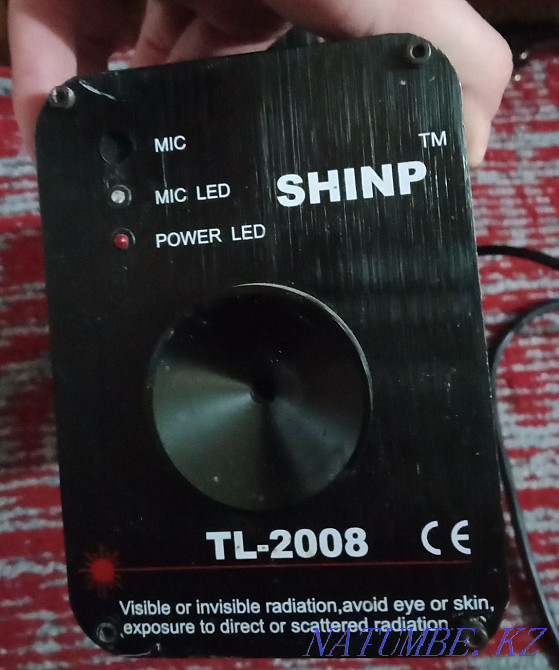 MIC
TM
MIC LED
SHINP
POWER LED
TL-2008
CE
Visible or invisible radiation,avoid eye or skin,
exposure to direct or scattered radiation
NATUMBE.KZ